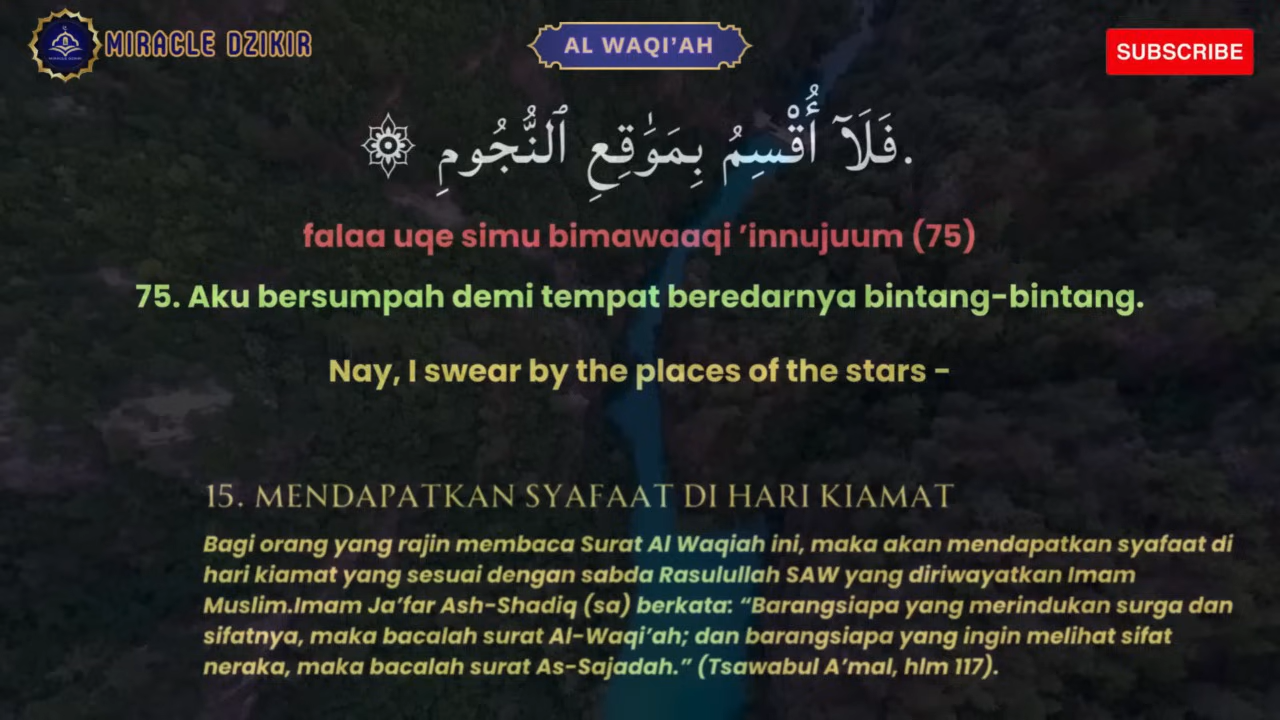 MIRACLE DZIKIR
AL WAQI'AH
SUBSCRIBE
.فَلَآ أُقْسِمُ بِمَوَٰقِعِ ٱلنُّجُومِ ۞
falaa uqe simu bimawaaqi 'innujuum (75)
75. Aku bersumpah demi tempat beredarnya bintang-bintang.
Nay, I swear by the places of the stars -
15. MENDAPATKAN SYAFAAT DI HARI KIAMAT
Bagi orang yang rajin membaca Surat Al Waqiah ini, maka akan mendapatkan syafaat di
hari kiamat yang sesuai dengan sabda Rasulullah SAW yang diriwayatkan Imam
Muslim.Imam Ja'far Ash-Shadiq (sa) berkata: "Barangsiapa yang merindukan surga dan
sifatnya, maka bacalah surat Al-Waqi'ah; dan barangsiapa yang ingin melihat sifat
neraka, maka bacalah surat As-Sajadah." (Tsawabul A'mal, hlm 117).